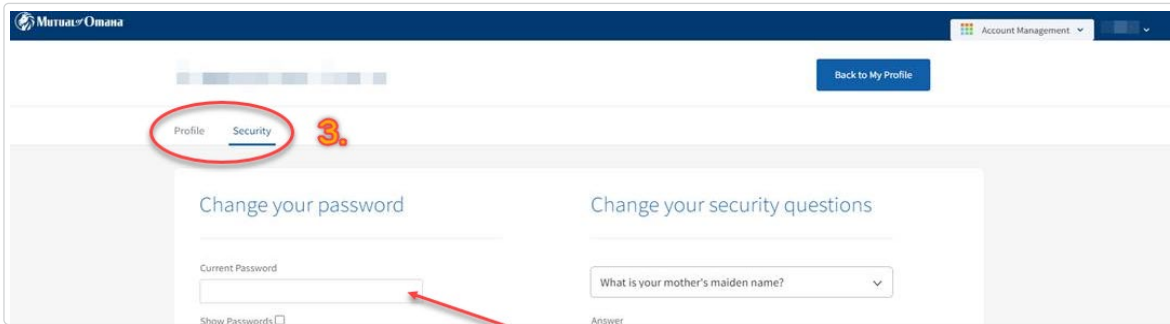 Mutual of Omaha
Account Management
Back to My Profile
Profile Security 3.
Change your password
Change your security questions
Current Password
What is your mother's maiden name?
Show Passwords
Answer